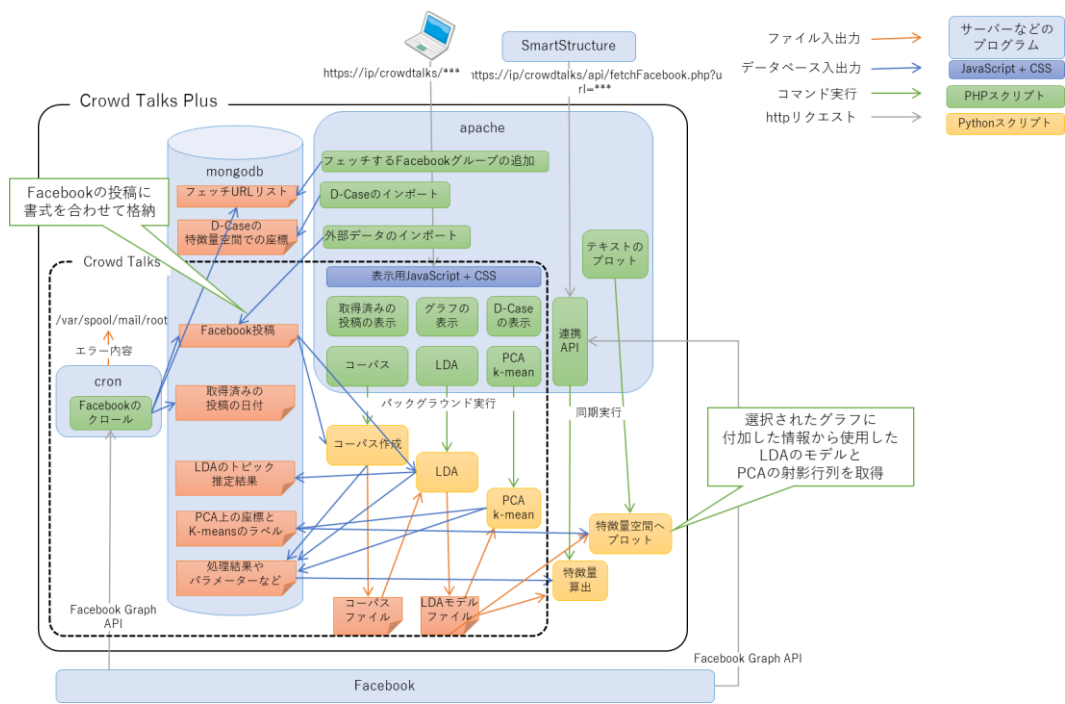 SmartStructure
https://ip/crowdtalks/***
https://ip/crowdtalks/api/fetchFacebook.php?u
rl=***
ファイル入出力
データベース入出力
コマンド実行
httpリクエスト
サーバーなどの
プログラム
JavaScript + CSS
PHPスクリプト
Pythonスクリプト
Crowd Talks Plus
apache
mongodb
フェッチするFacebookグループの追加
Facebookの投稿に
書式を合わせて格納
フェッチURLリスト
D-Caseのインポート
D-Caseの
特徴量空間での座標
外部データのインポート
テキストの
プロット
Crowd Talks
表示用JavaScript + CSS
/var/spool/mail/root
エラー内容
Facebook投稿
取得済みの
投稿の表示
グラフの
表示
D-Case
の表示
連携
API
コーパス
LDA
PCA
k-mean
cron
Facebookの
クロール
取得済みの
投稿の日付
バックグラウンド実行
同期実行
選択されたグラフに
付加した情報から使用した
LDAのモデルと
PCAの射影行列を取得
コーパス作成
LDA
LDAのトピック
推定結果
PCA
k-mean
PCA上の座標と
K-meansのラベル
特徴量空間へ
プロット
処理結果や
パラメーターなど
特徴量
算出
コーパス
ファイル
LDAモデル
ファイル
Facebook Graph
API
Facebook Graph API
Facebook